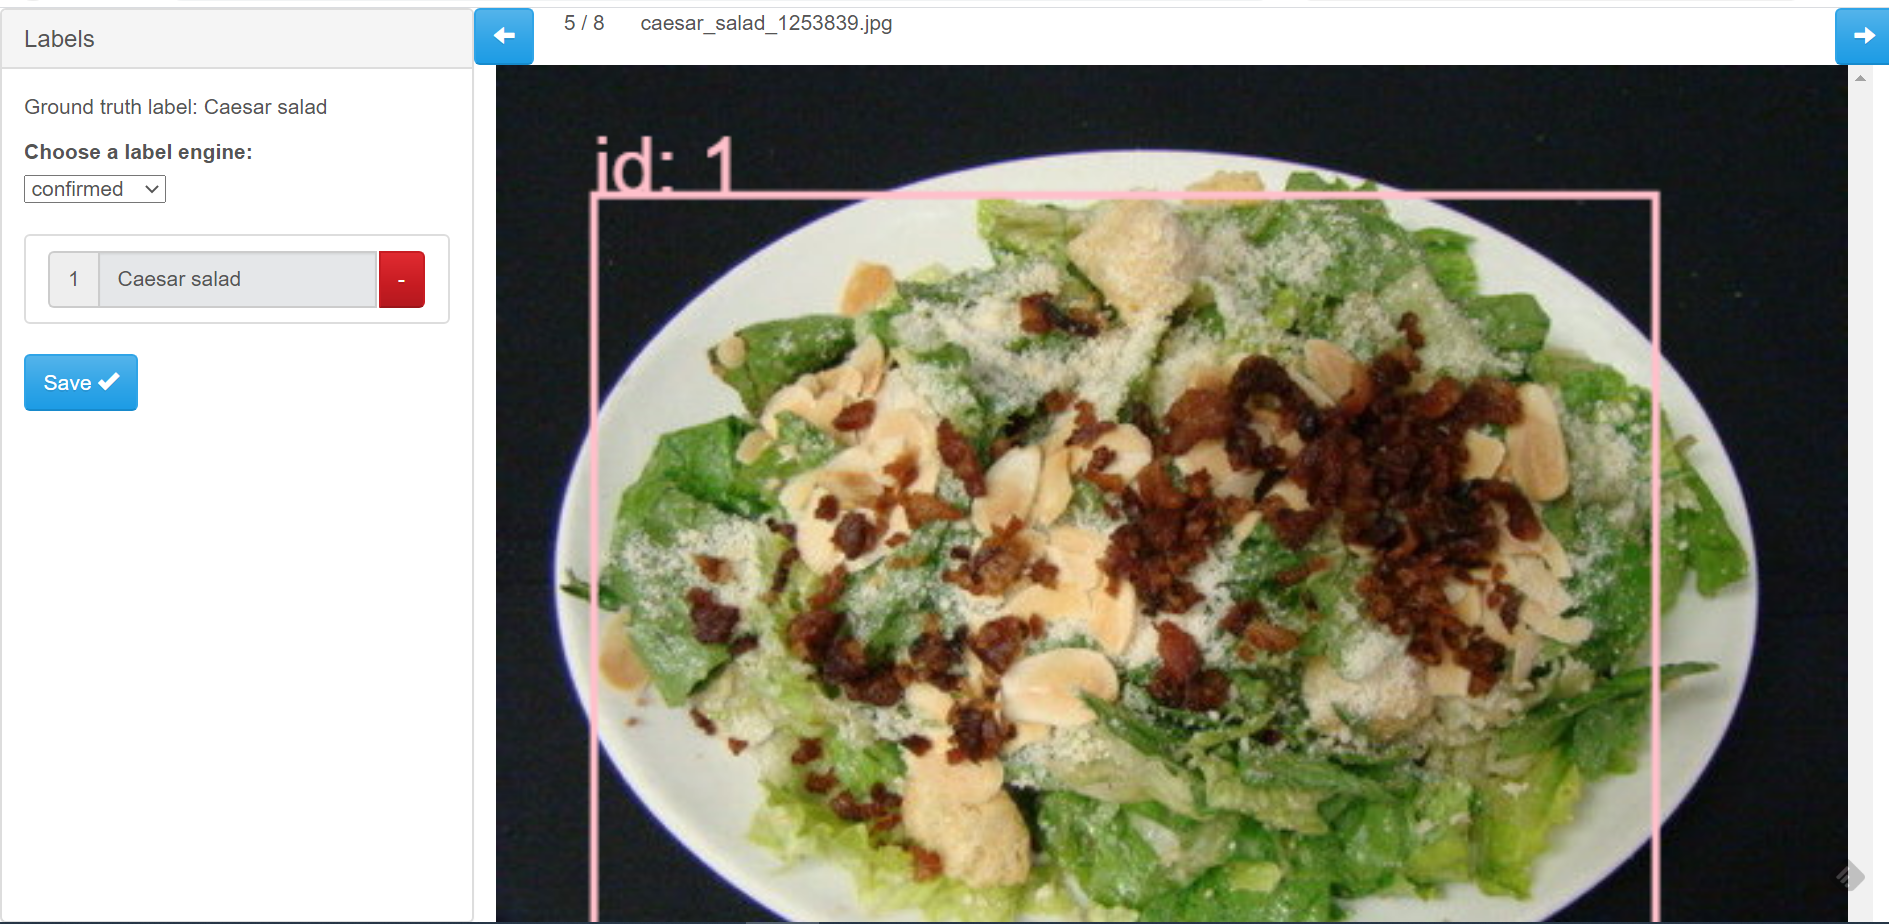 Labels
5 / 8 caesar_salad_1253839.jpg
Ground truth label: Caesar salad
Choose a label engine:
confirmed
1 Caesar salad -
Save
id: 1